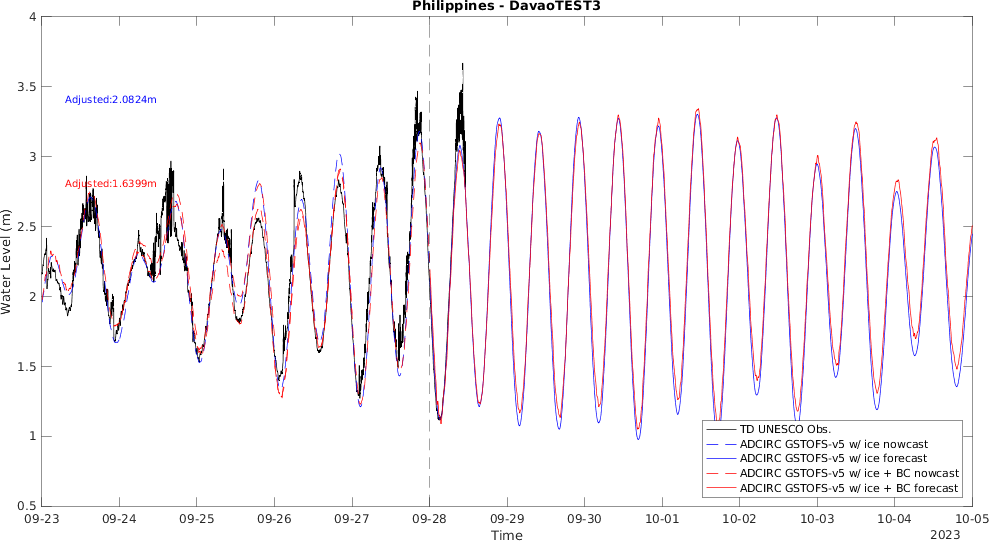 Philippines - DavaoTEST3
4
3.5
3
2.5
2
1.5
1
0.5
Water Level (m)
Adjusted:2.0824m
Adjusted:1.6399m
TD UNESCO Obs.
ADCIRC GSTOFS-v5 w/ ice nowcast
ADCIRC GSTOFS-v5 w/ ice forecast
ADCIRC GSTOFS-v5 w/ ice + BC nowcast
ADCIRC GSTOFS-v5 w/ ice + BC forecast
09-23 09-24 09-25 09-26 09-27 09-28 09-29 09-30 10-01 10-02 10-03 10-04 10-05
Time
2023